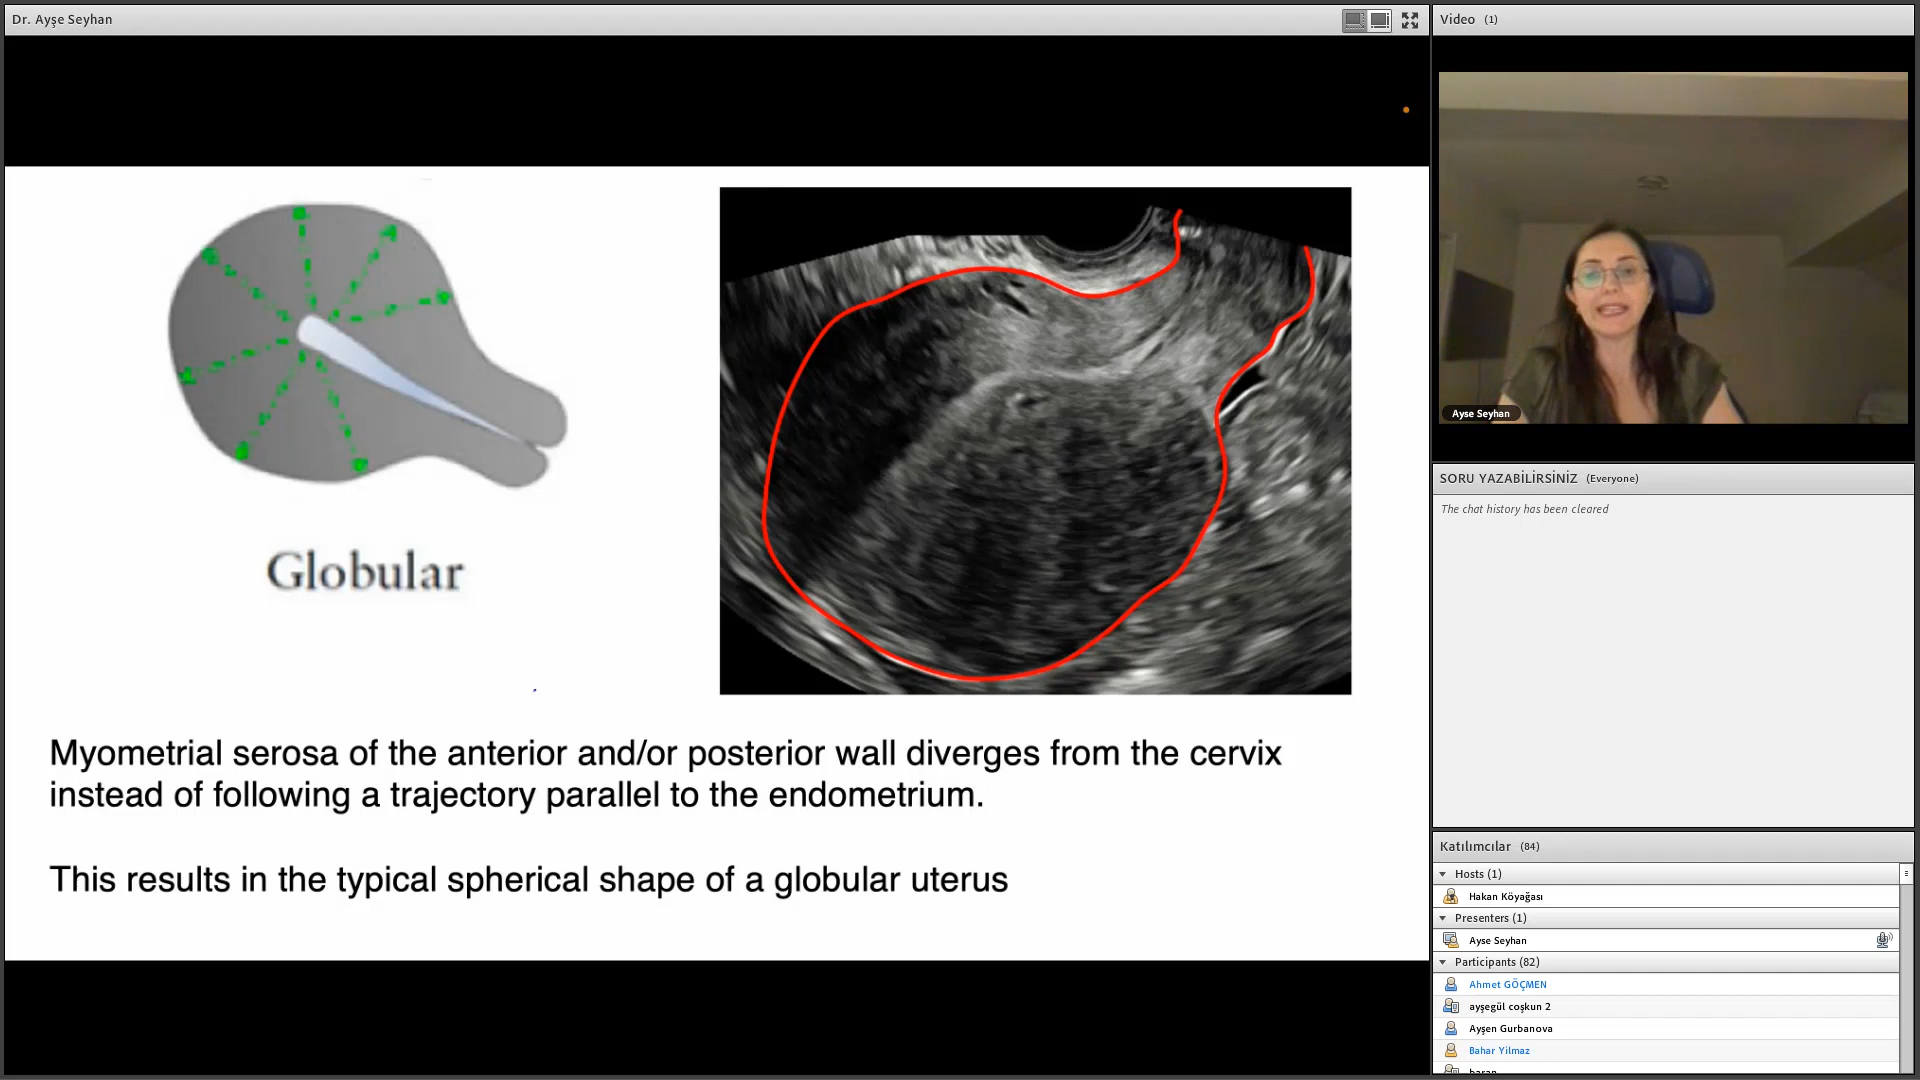 Dr. Ayşe Seyhan
Globular
Myometrial serosa of the anterior and/or posterior wall diverges from the cervix
instead of following a trajectory parallel to the endometrium.
This results in the typical spherical shape of a globular uterus
Video (1)
Ayse Seyhan
SORU YAZABİLİRSİNİZ (Everyone)
The chat history has been cleared
Katılımcılar (84)
Hosts (1)
Hakan Köyağası
Presenters (1)
Ayse Seyhan
Participants (82)
Ahmet GÖÇMEN
ayşegül coşkun 2
Ayşen Gurbanova
Bahar Yilmaz